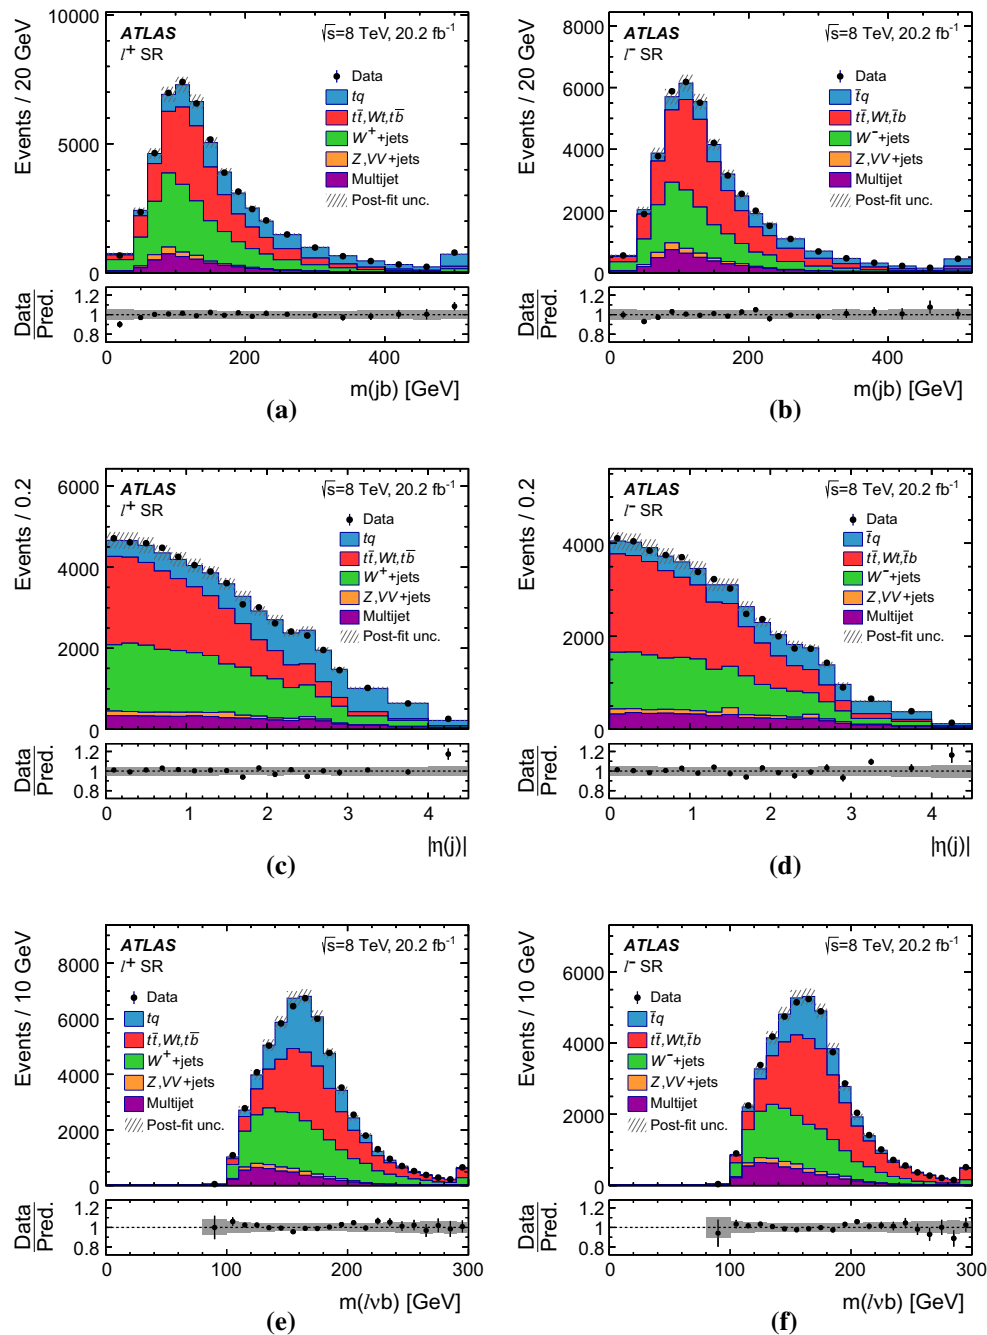 ATLAS
l⁺ SR
√s=8 TeV, 20.2 fb⁻¹
Data
tq
tt̄,Wt,tb̄
W⁺+jets
Z,VV+jets
Multijet
Post-fit unc.
Events / 20 GeV
10000
5000
0
Data
Pred.
1.2
1
0.8
0 200 400
m(jb) [GeV]
(a)
ATLAS
l⁻ SR
√s=8 TeV, 20.2 fb⁻¹
Data
t̄q
tt̄,Wt,t̄b
W⁻+jets
Z,VV+jets
Multijet
Post-fit unc.
Events / 20 GeV
8000
6000
4000
2000
0
Data
Pred.
1.2
1
0.8
0 200 400
m(jb) [GeV]
(b)
ATLAS
l⁺ SR
√s=8 TeV, 20.2 fb⁻¹
Data
tq
tt̄,Wt,tb̄
W⁺+jets
Z,VV+jets
Multijet
Post-fit unc.
Events / 0.2
6000
4000
2000
0
Data
Pred.
1.2
1
0.8
0 1 2 3 4
|η(j)|
(c)
ATLAS
l⁻ SR
√s=8 TeV, 20.2 fb⁻¹
Data
t̄q
tt̄,Wt,t̄b
W⁻+jets
Z,VV+jets
Multijet
Post-fit unc.
Events / 0.2
4000
2000
0
Data
Pred.
1.2
1
0.8
0 1 2 3 4
|η(j)|
(d)
ATLAS
l⁺ SR
√s=8 TeV, 20.2 fb⁻¹
Data
tq
tt̄,Wt,tb̄
W⁺+jets
Z,VV+jets
Multijet
Post-fit unc.
Events / 10 GeV
8000
6000
4000
2000
0
Data
Pred.
1.2
1
0.8
0 100 200 300
m(lνb) [GeV]
(e)
ATLAS
l⁻ SR
√s=8 TeV, 20.2 fb⁻¹
Data
t̄q
tt̄,Wt,t̄b
W⁻+jets
Z,VV+jets
Multijet
Post-fit unc.
Events / 10 GeV
6000
4000
2000
0
Data
Pred.
1.2
1
0.8
0 100 200 300
m(lνb) [GeV]
(f)